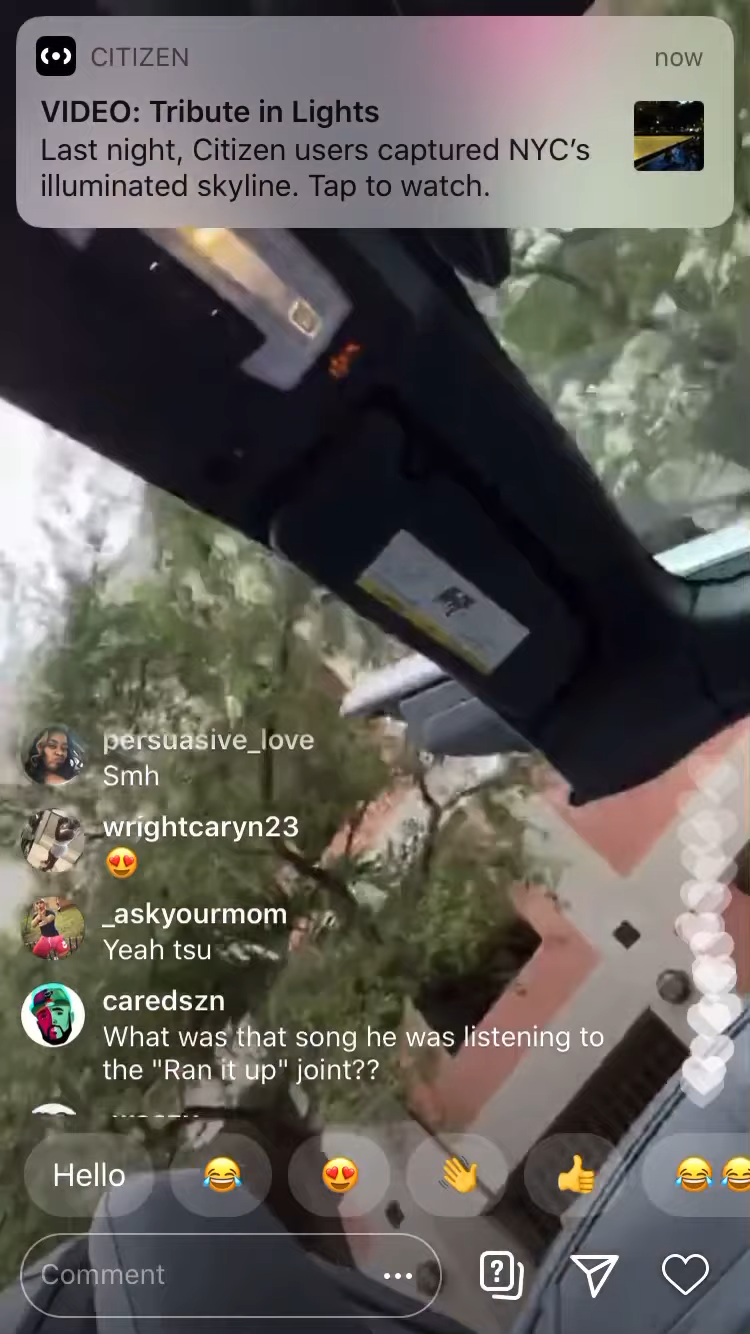 CITIZEN
now
VIDEO: Tribute in Lights
Last night, Citizen users captured NYC’s
illuminated skyline. Tap to watch.
persuasive_love
Smh
wrightcaryn23
😍
_askyourmom
Yeah tsu
caredszn
What was that song he was listening to
the "Ran it up" joint??
Hello 😂 😍 👋 👍 😂😂
Comment